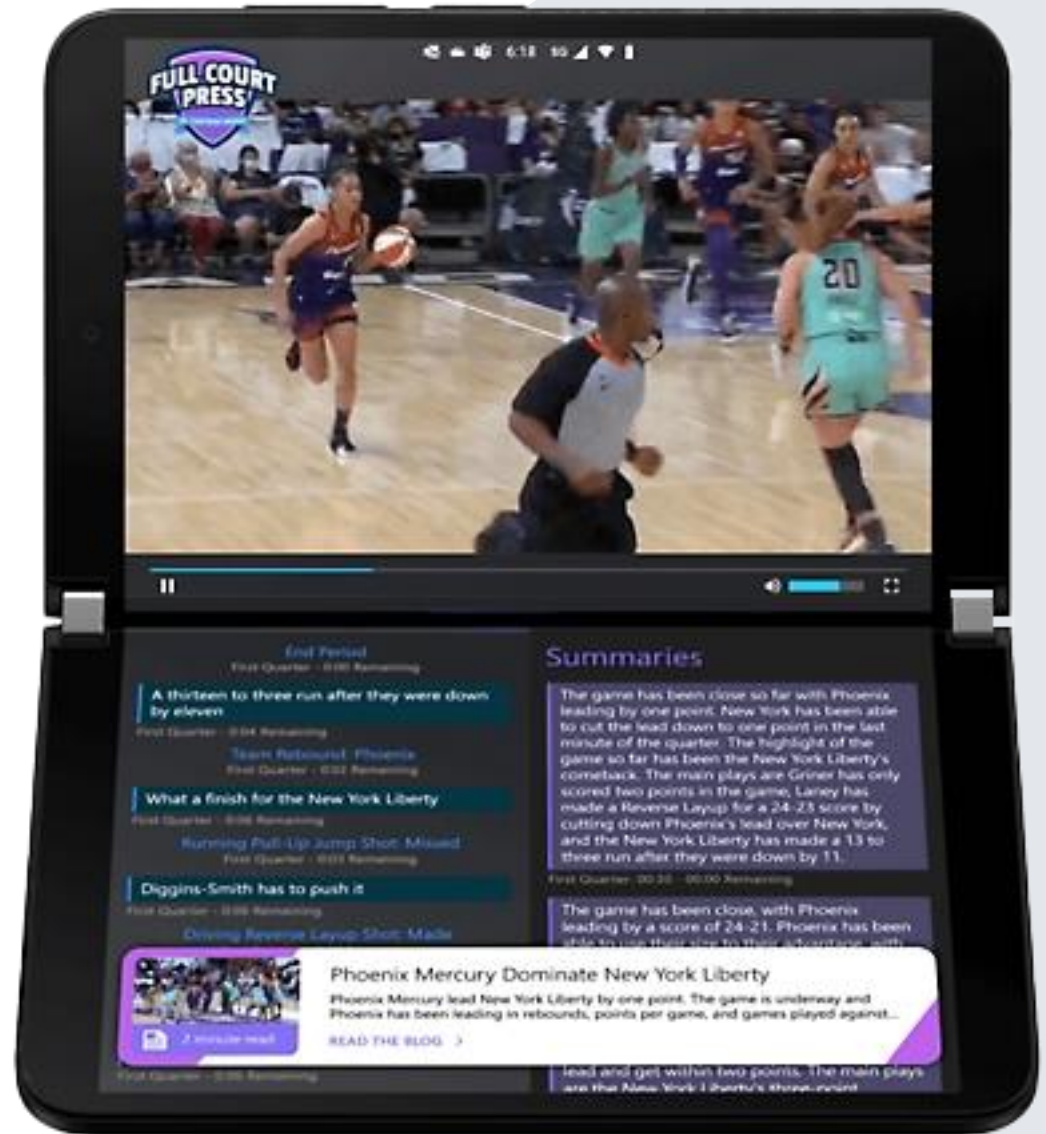 6:18 5G
FULL COURT
PRESS
20
End Period
First Quarter - 0:00 Remaining
A thirteen to three run after they were down
by eleven
First Quarter - 0:04 Remaining
Team Rebound: Phoenix
First Quarter - 0:02 Remaining
What a finish for the New York Liberty
First Quarter - 0:06 Remaining
Running Pull-Up Jump Shot: Missed
First Quarter - 0:03 Remaining
Diggins-Smith has to push it
First Quarter - 0:06 Remaining
Driving Reverse Layup Shot: Made
Summaries
The game has been close so far with Phoenix
leading by one point. New York has been able
to cut the lead down to one point in the last
minute of the quarter. The highlight of the
game so far has been the New York Liberty's
comeback. The main plays are Griner has only
scored two points in the game, Laney has
made a Reverse Layup for a 24-23 score by
cutting down Phoenix's lead over New York,
and the New York Liberty has made a 13 to
three run after they were down by 11.
First Quarter 00:30 - 00:00 Remaining
The game has been close, with Phoenix
leading by a score of 24-21. Phoenix has been
able to use their size to their advantage, with
Phoenix Mercury Dominate New York Liberty
Phoenix Mercury lead New York Liberty by one point. The game is underway and
Phoenix has been leading in rebounds, points per game, and games played against...
READ THE BLOG >
minute read
First Quarter - 0:06 Remaining
lead and get within two points. The main plays
are the New York Liberty's three-point